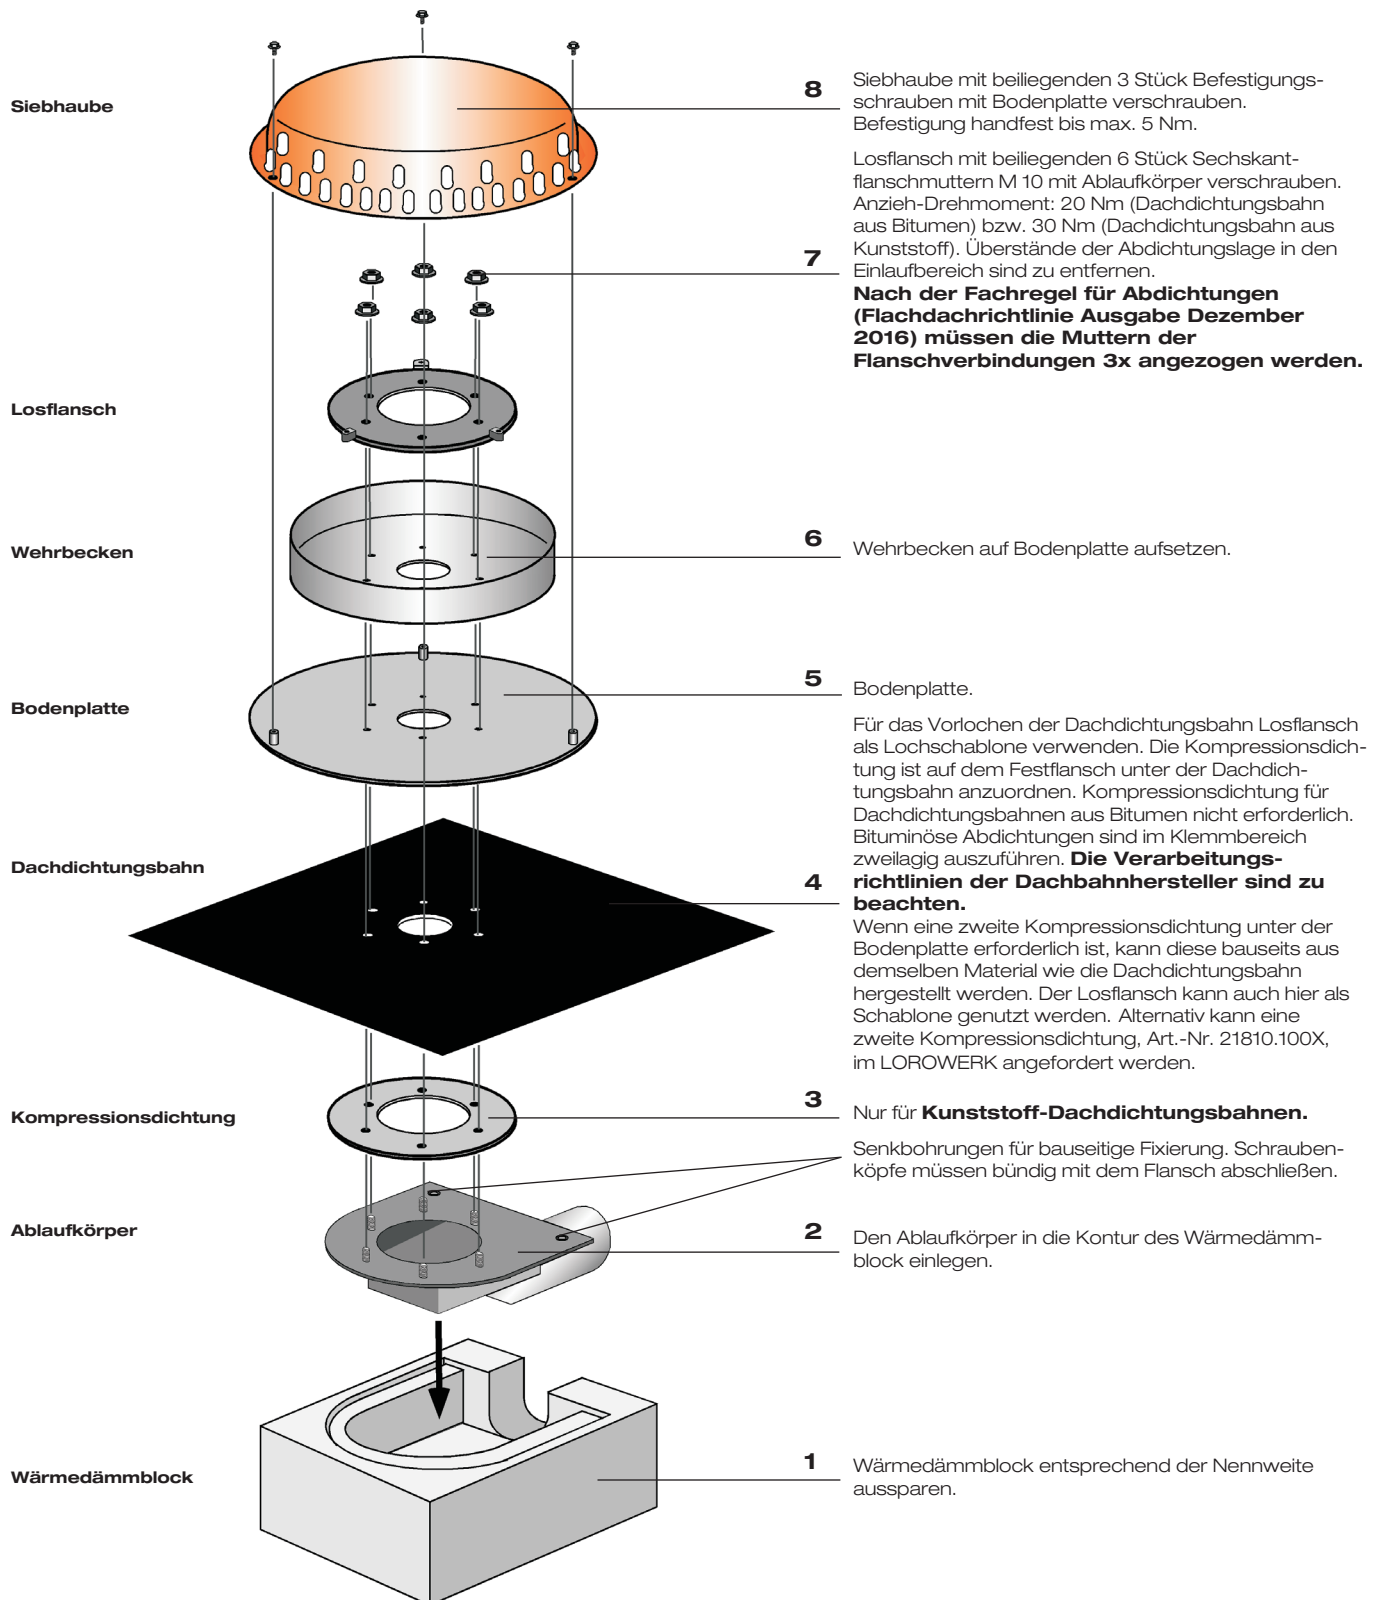 Siebhaube
8
Siebhaube mit beiliegenden 3 Stück Befestigungs-
schrauben mit Bodenplatte verschrauben.
Befestigung handfest bis max. 5 Nm.
Losflansch mit beiliegenden 6 Stück Sechskant-
flanschmuttern M 10 mit Ablaufkörper verschrauben.
Anzieh-Drehmoment: 20 Nm (Dachdichtungsbahn
aus Bitumen) bzw. 30 Nm (Dachdichtungsbahn aus
Kunststoff). Überstände der Abdichtungslage in den
7
Einlaufbereich sind zu entfernen.
Nach der Fachregel für Abdichtungen
(Flachdachrichtlinie Ausgabe Dezember
2016) müssen die Muttern der
Flanschverbindungen 3x angezogen werden.
Losflansch
Wehrbecken
6
Wehrbecken auf Bodenplatte aufsetzen.
Bodenplatte
5
Bodenplatte.
Für das Vorlochen der Dachdichtungsbahn Losflansch
als Lochschablone verwenden. Die Kompressionsdich-
tung ist auf dem Festflansch unter der Dachdich-
tungsbahn anzuordnen. Kompressionsdichtung für
Dachdichtungsbahnen aus Bitumen nicht erforderlich.
Bituminöse Abdichtungen sind im Klemmbereich
zweilagig auszuführen. Die Verarbeitungs-
Dachdichtungsbahn
4
richtlinien der Dachbahnhersteller sind zu
beachten.
Wenn eine zweite Kompressionsdichtung unter der
Bodenplatte erforderlich ist, kann diese bauseits aus
demselben Material wie die Dachdichtungsbahn
hergestellt werden. Der Losflansch kann auch hier als
Schablone genutzt werden. Alternativ kann eine
zweite Kompressionsdichtung, Art.-Nr. 21810.100X,
im LOROWERK angefordert werden.
Kompressionsdichtung
3
Nur für Kunststoff-Dachdichtungsbahnen.
Senkbohrungen für bauseitige Fixierung. Schrauben-
köpfe müssen bündig mit dem Flansch abschließen.
Ablaufkörper
2
Den Ablaufkörper in die Kontur des Wärmedämm-
block einlegen.
Wärmedämmblock
1
Wärmedämmblock entsprechend der Nennweite
aussparen.